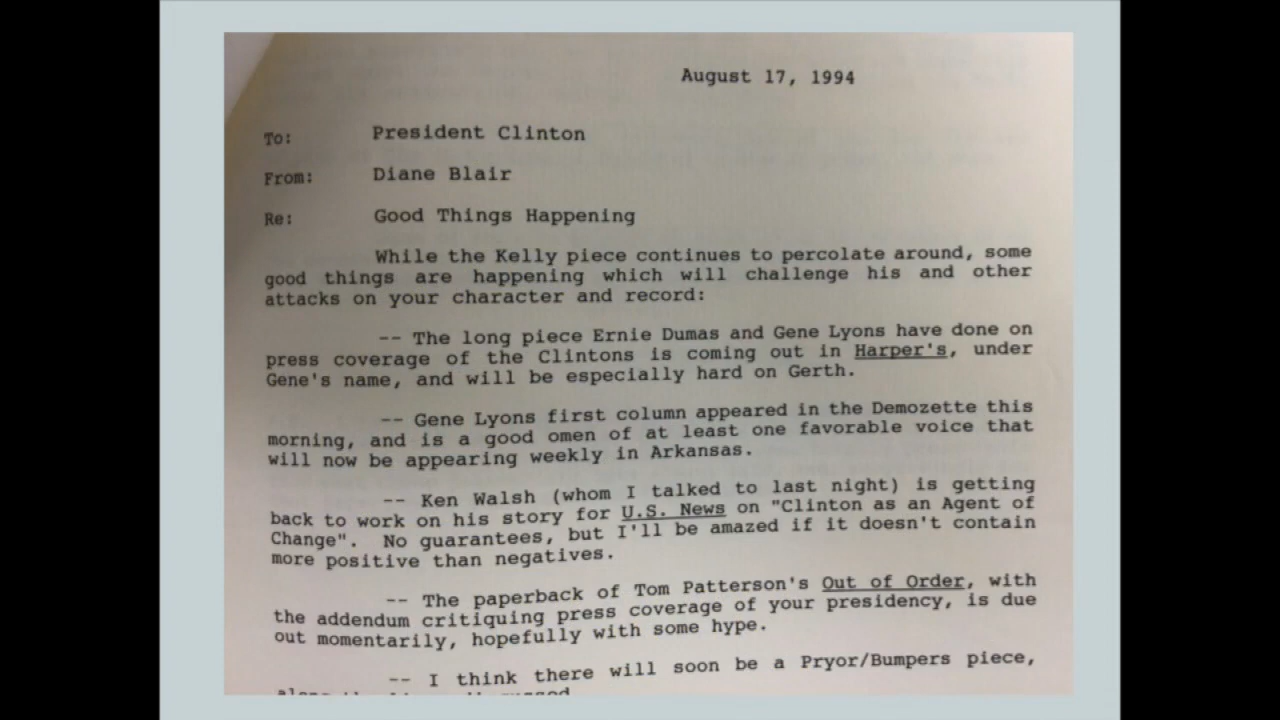 August 17, 1994
To: President Clinton
From: Diane Blair
Re: Good Things Happening
While the Kelly piece continues to percolate around, some
good things are happening which will challenge his and other
attacks on your character and record:
-- The long piece Ernie Dumas and Gene Lyons have done on
press coverage of the Clintons is coming out in Harper's, under
Gene's name, and will be especially hard on Gerth.
-- Gene Lyons first column appeared in the Demozette this
morning, and is a good omen of at least one favorable voice that
will now be appearing weekly in Arkansas.
-- Ken Walsh (whom I talked to last night) is getting
back to work on his story for U.S. News on "Clinton as an Agent of
Change". No guarantees, but I'll be amazed if it doesn't contain
more positive than negatives.
-- The paperback of Tom Patterson's Out of Order, with
the addendum critiquing press coverage of your presidency, is due
out momentarily, hopefully with some hype.
-- I think there will soon be a Pryor/Bumpers piece,